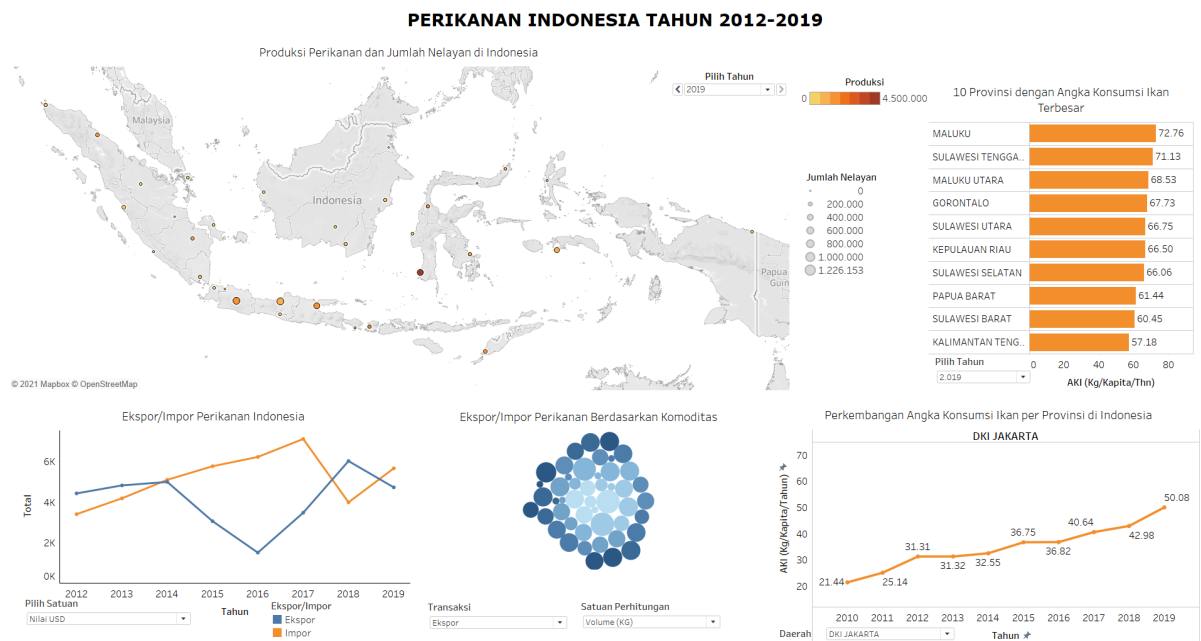 PERIKANAN INDONESIA TAHUN 2012-2019
Produksi Perikanan dan Jumlah Nelayan di Indonesia
Pilih Tahun
2019
Produksi
0
4.500.000
Malaysia
Indonesia
Papua
Guin
Jumlah Nelayan
0
200.000
400.000
600.000
800.000
1.000.000
1.226.153
© 2021 Mapbox © OpenStreetMap
10 Provinsi dengan Angka Konsumsi Ikan
Terbesar
MALUKU 72.76
SULAWESI TENGGA.. 71.13
MALUKU UTARA 68.53
GORONTALO 67.73
SULAWESI UTARA 66.75
KEPULAUAN RIAU 66.50
SULAWESI SELATAN 66.06
PAPUA BARAT 61.44
SULAWESI BARAT 60.45
KALIMANTAN TENG.. 57.18
Pilih Tahun
2.019
0 20 40 60 80
AKI (Kg/Kapita/Thn)
Ekspor/Impor Perikanan Indonesia
Total
6K
4K
2K
0K
2012 2013 2014 2015 2016 2017 2018 2019
Tahun
Pilih Satuan
Nilai USD
Ekspor/Impor
Ekspor
Impor
Ekspor/Impor Perikanan Berdasarkan Komoditas
Transaksi
Ekspor
Satuan Perhitungan
Volume (KG)
Perkembangan Angka Konsumsi Ikan per Provinsi di Indonesia
DKI JAKARTA
AKI (Kg/Kapita/Tahun)
70
60
50
40
30
20
21.44
25.14
31.31
31.32
32.55
36.75
36.82
40.64
42.98
50.08
2010 2011 2012 2013 2014 2015 2016 2017 2018 2019
Tahun
Daerah
DKI JAKARTA